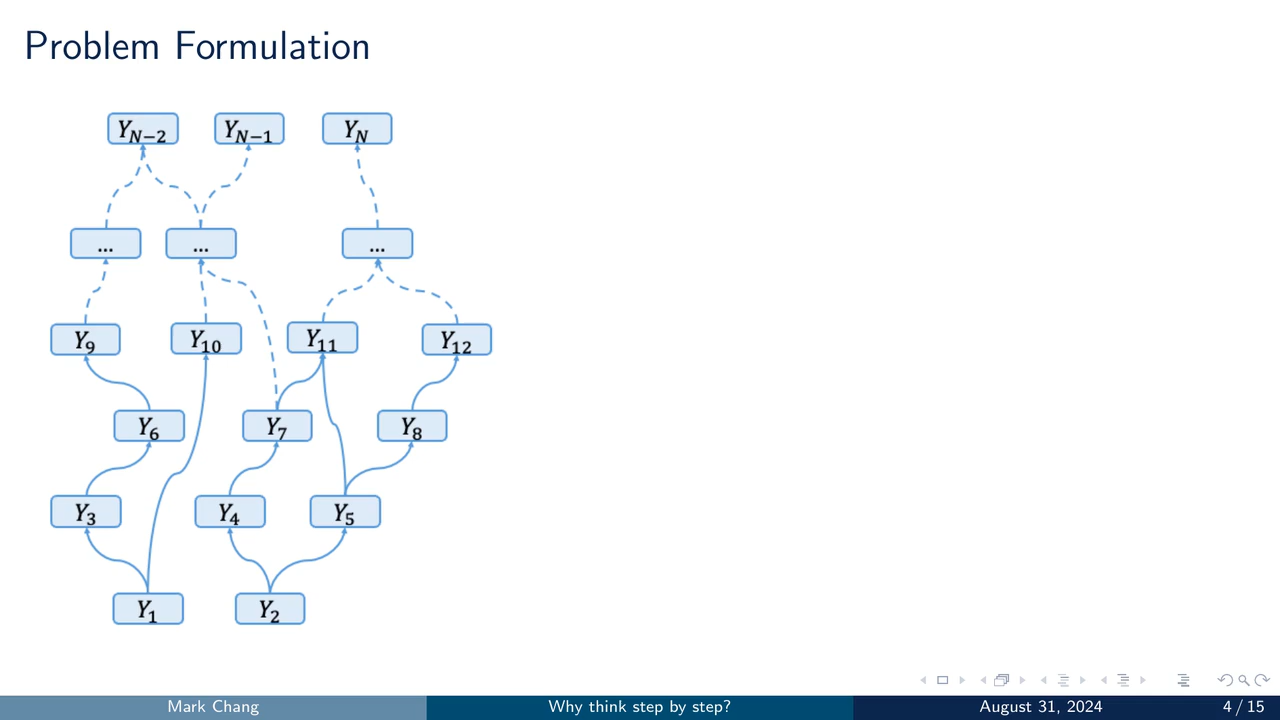 Problem Formulation
Y_{N−2} Y_{N−1} Y_N
... ... ...
Y_9 Y_10 Y_11 Y_12
Y_6 Y_7 Y_8
Y_3 Y_4 Y_5
Y_1 Y_2
Mark Chang Why think step by step? August 31, 2024 4 / 15